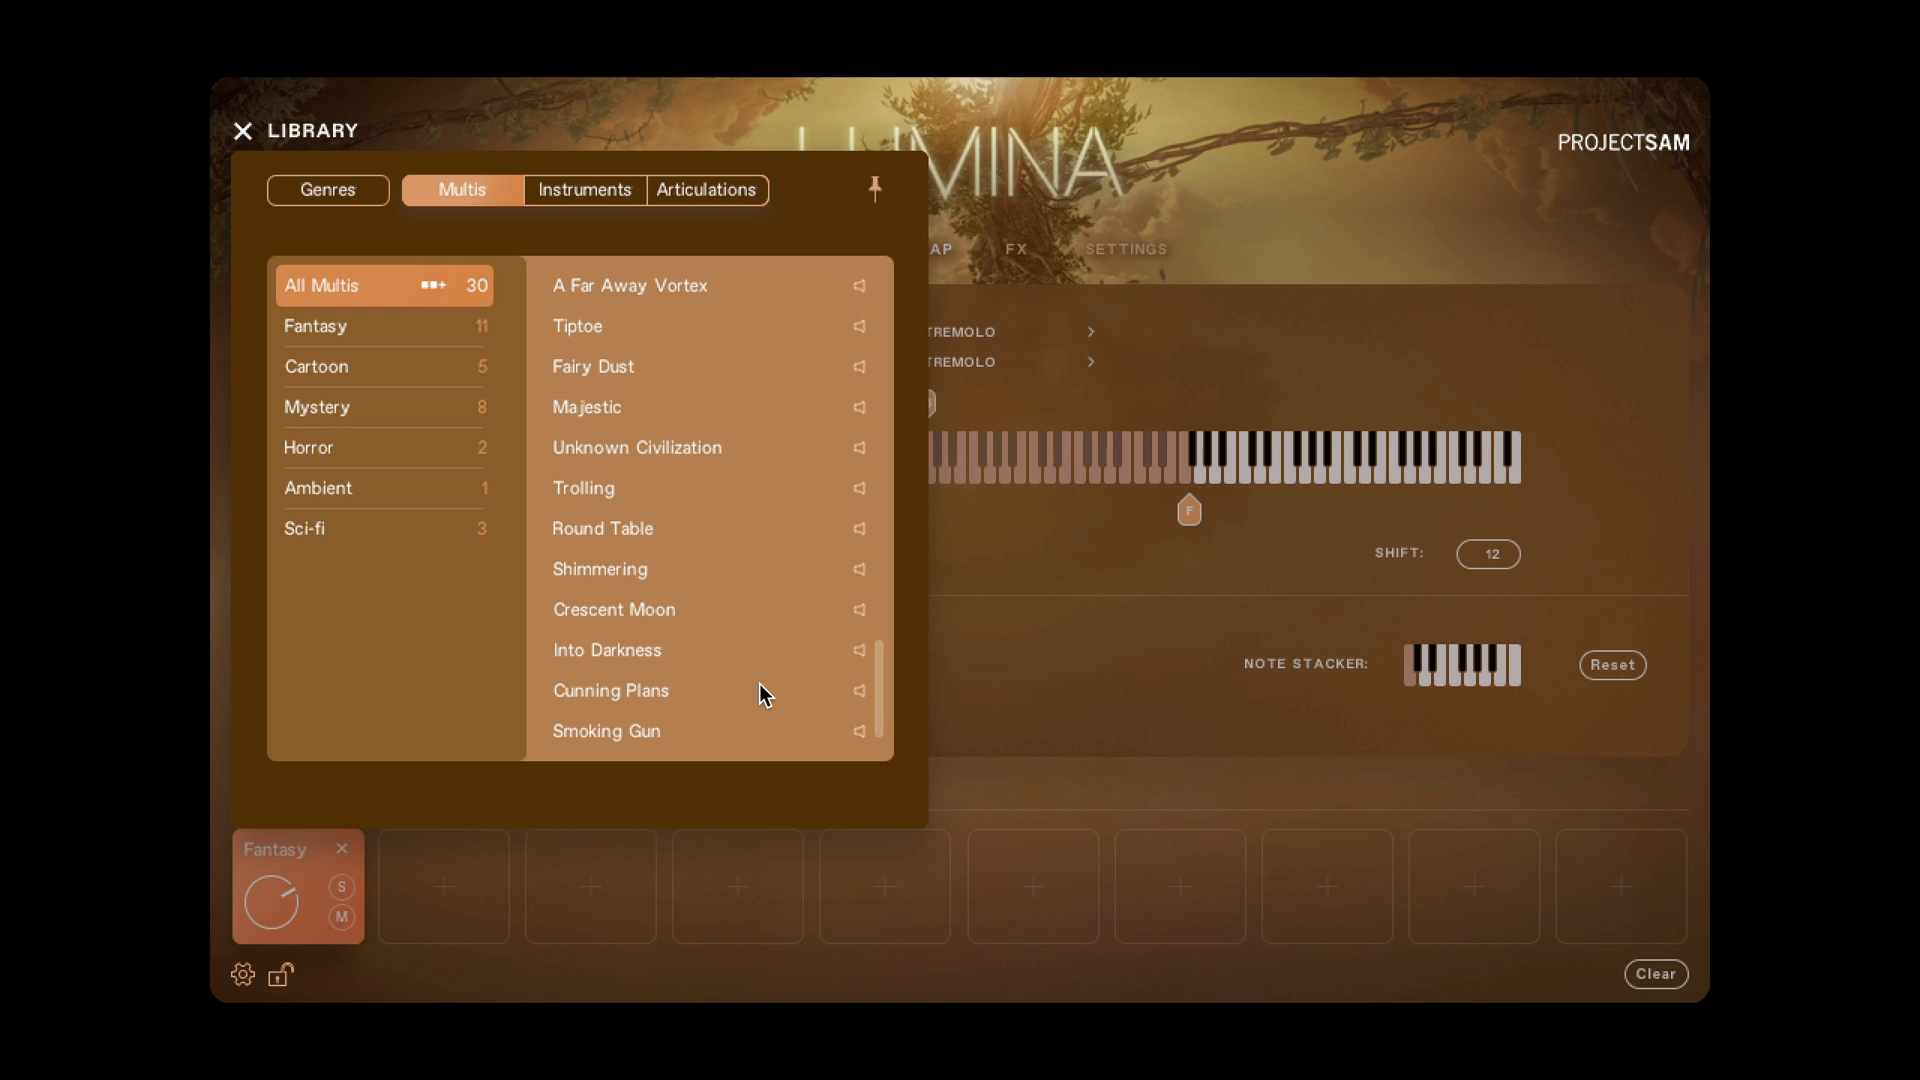 LIBRARY
LUMINA
PROJECTSAM
Genres
Multis
Instruments
Articulations
AP
FX
SETTINGS
All Multis 30
Fantasy 11
Cartoon 5
Mystery 8
Horror 2
Ambient 1
Sci-fi 3
A Far Away Vortex
Tiptoe
Fairy Dust
Majestic
Unknown Civilization
Trolling
Round Table
Shimmering
Crescent Moon
Into Darkness
Cunning Plans
Smoking Gun
TREMOLO
TREMOLO
F
SHIFT: 12
NOTE STACKER:
Reset
Fantasy
S
M
Clear